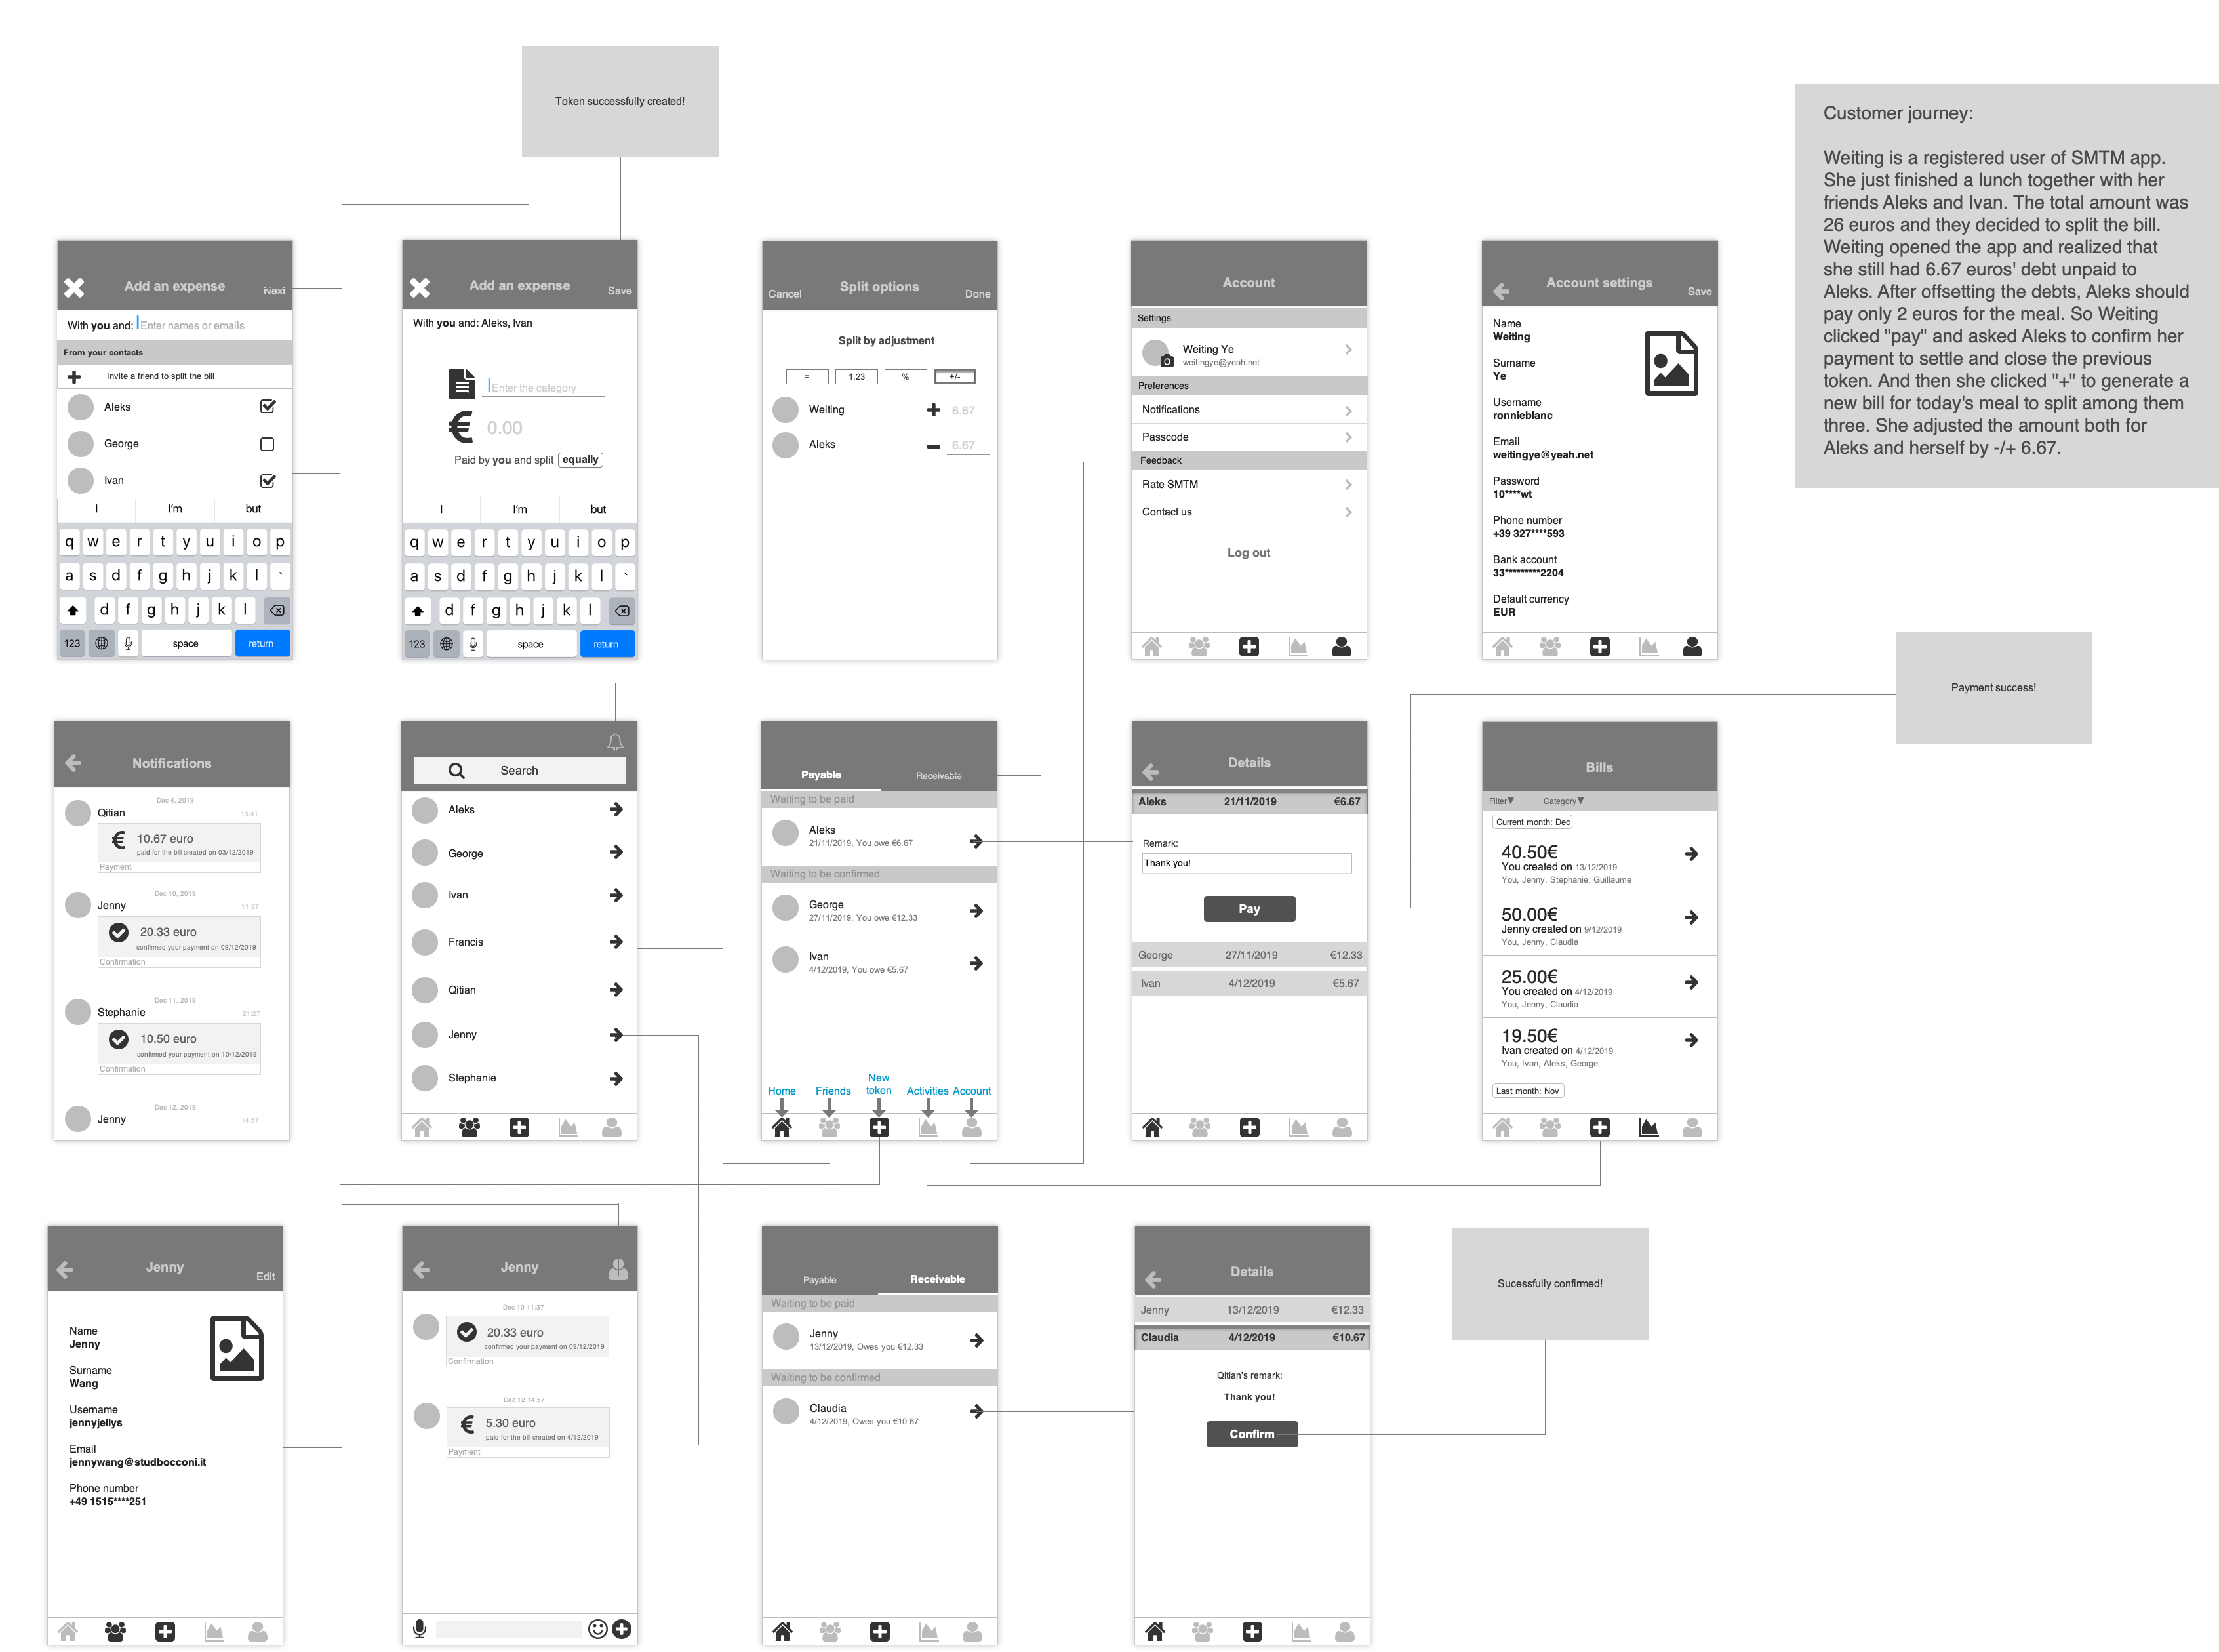 Token successfully created!
Customer journey:
Weiting is a registered user of SMTM app.
She just finished a lunch together with her
friends Aleks and Ivan. The total amount was
26 euros and they decided to split the bill.
Weiting opened the app and realized that
she still had 6.67 euros' debt unpaid to
Aleks. After offsetting the debts, Aleks should
pay only 2 euros for the meal. So Weiting
clicked "pay" and asked Aleks to confirm her
payment to settle and close the previous
token. And then she clicked "+" to generate a
new bill for today's meal to split among them
three. She adjusted the amount both for
Aleks and herself by -/+ 6.67.
Add an expense
Next
With you and: Enter names or emails
From your contacts
Invite a friend to split the bill
Aleks
George
Ivan
I I'm but
q w e r t y u i o p
a s d f g h j k l `
d f g h j k l
123 space return
Add an expense
Save
With you and: Aleks, Ivan
Enter the category
€ 0.00
Paid by you and split equally
I I'm but
q w e r t y u i o p
a s d f g h j k l `
d f g h j k l
123 space return
Cancel Split options Done
Split by adjustment
= 1.23 % +/-
Weiting + 6.67
Aleks - 6.67
Account
Settings
Weiting Ye
weitingye@yeah.net
Preferences
Notifications
Passcode
Feedback
Rate SMTM
Contact us
Log out
Account settings
Save
Name
Weiting
Surname
Ye
Username
ronnieblanc
Email
weitingye@yeah.net
Password
10****wt
Phone number
+39 327****593
Bank account
33*********2204
Default currency
EUR
Payment success!
Notifications
Dec 4, 2019
Qitian 13:41
€ 10.67 euro
paid for the bill created on 03/12/2019
Payment
Dec 10, 2019
Jenny 11:37
20.33 euro
confirmed your payment on 09/12/2019
Confirmation
Dec 11, 2019
Stephanie 21:27
10.50 euro
confirmed your payment on 10/12/2019
Confirmation
Dec 12, 2019
Jenny 14:57
Search
Aleks
George
Ivan
Francis
Qitian
Jenny
Stephanie
Payable Receivable
Waiting to be paid
Aleks
21/11/2019, You owe €6.67
Waiting to be confirmed
George
27/11/2019, You owe €12.33
Ivan
4/12/2019, You owe €5.67
Home Friends New token Activities Account
Details
Aleks 21/11/2019 €6.67
Remark:
Thank you!
Pay
George 27/11/2019 €12.33
Ivan 4/12/2019 €5.67
Bills
Filter▼ Category▼
Current month: Dec
40.50€
You created on 13/12/2019
You, Jenny, Stephanie, Guillaume
50.00€
Jenny created on 9/12/2019
You, Jenny, Claudia
25.00€
You created on 4/12/2019
You, Jenny, Claudia
19.50€
Ivan created on 4/12/2019
You, Ivan, Aleks, George
Last month: Nov
Jenny
Edit
Name
Jenny
Surname
Wang
Username
jennyjellys
Email
jennywang@studbocconi.it
Phone number
+49 1515****251
Jenny
Dec 10 11:37
20.33 euro
confirmed your payment on 09/12/2019
Confirmation
Dec 12 14:57
€ 5.30 euro
paid for the bill created on 4/12/2019
Payment
Payable Receivable
Waiting to be paid
Jenny
13/12/2019, Owes you €12.33
Waiting to be confirmed
Claudia
4/12/2019, Owes you €10.67
Details
Jenny 13/12/2019 €12.33
Claudia 4/12/2019 €10.67
Qitian's remark:
Thank you!
Confirm
Sucessfully confirmed!